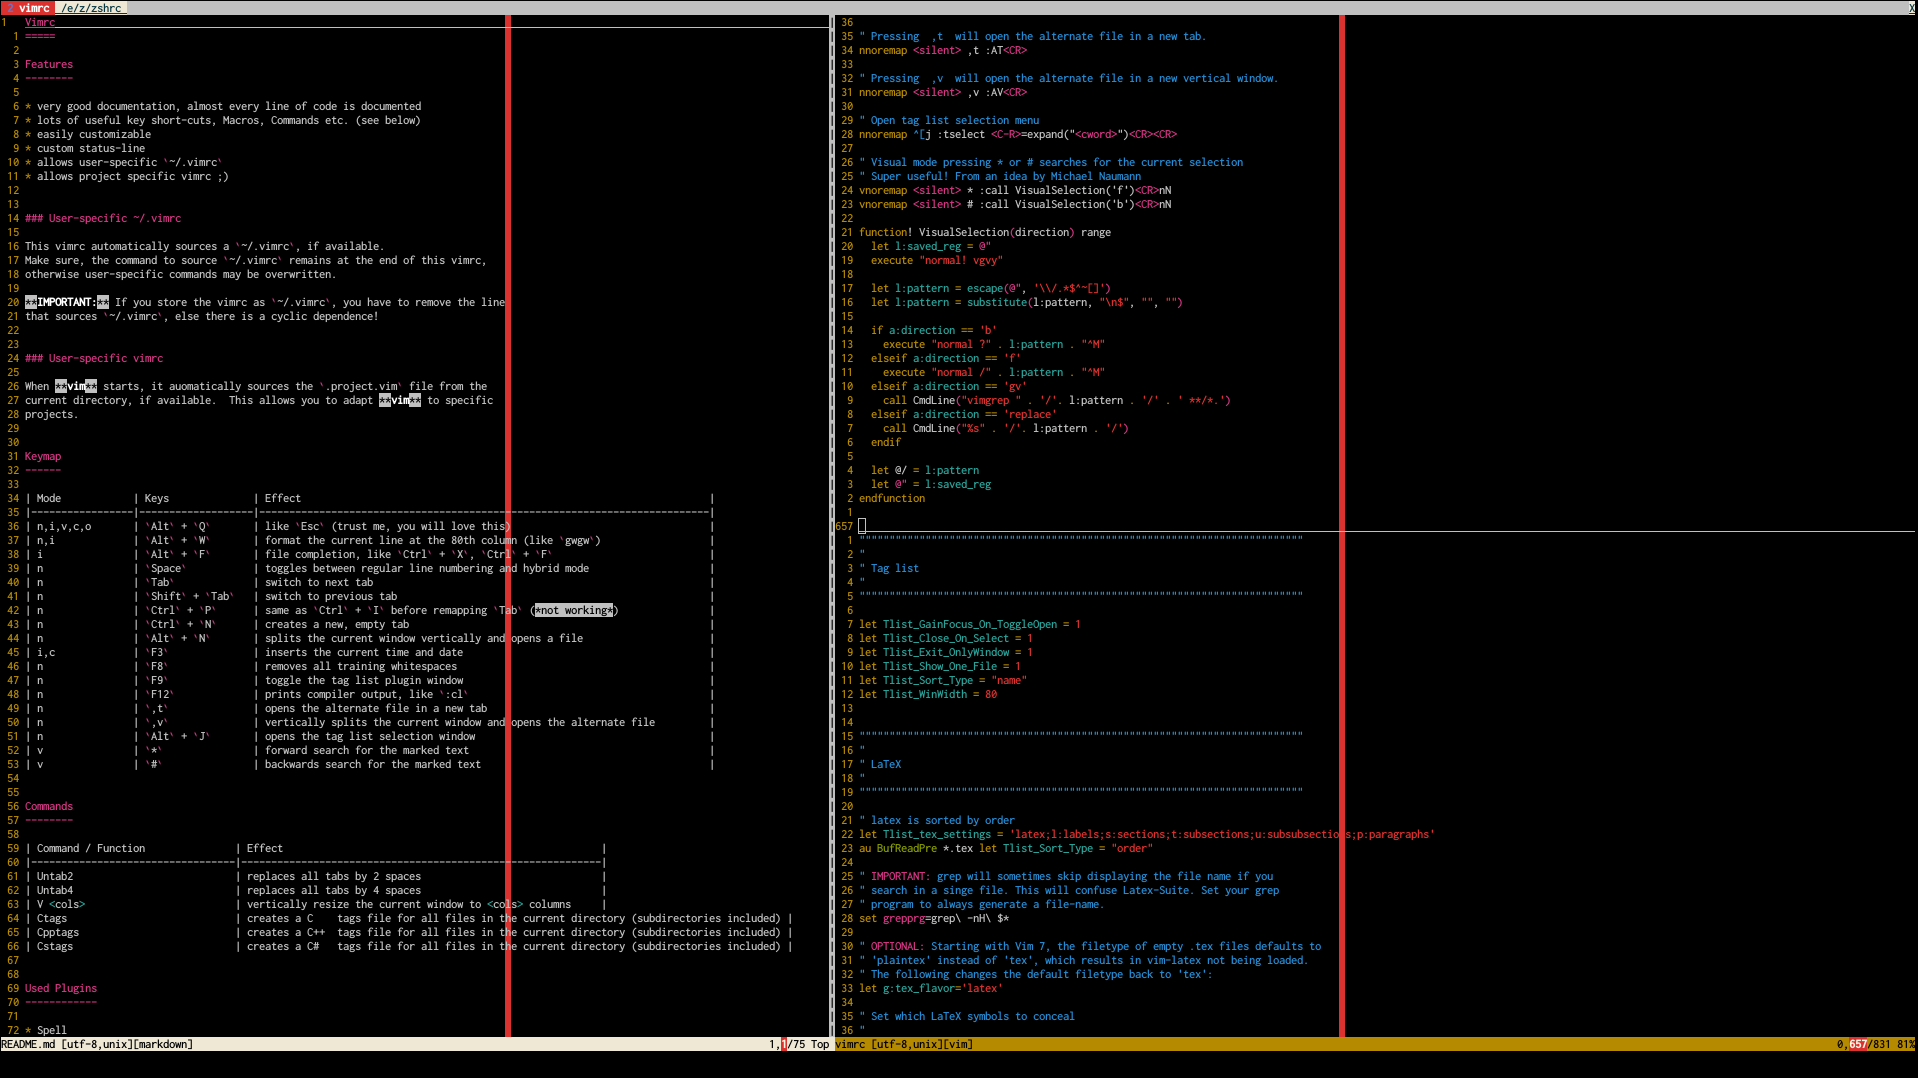 2 vimrc  /e/z/zshrc  X
1   Vimrc
  1 =====
  2
  3 Features
  4 --------
  5
  6 * very good documentation, almost every line of code is documented
  7 * lots of useful key short-cuts, Macros, Commands etc. (see below)
  8 * easily customizable
  9 * custom status-line
 10 * allows user-specific `~/.vimrc`
 11 * allows project specific vimrc ;)
 12
 13
 14 ### User-specific ~/.vimrc
 15
 16 This vimrc automatically sources a `~/.vimrc`, if available.
 17 Make sure, the command to source `~/.vimrc` remains at the end of this vimrc,
 18 otherwise user-specific commands may be overwritten.
 19
 20 **IMPORTANT:** If you store the vimrc as `~/.vimrc`, you have to remove the line
 21 that sources `~/.vimrc`, else there is a cyclic dependence!
 22
 23
 24 ### User-specific vimrc
 25
 26 When **vim** starts, it auomatically sources the `.project.vim` file from the
 27 current directory, if available.  This allows you to adapt **vim** to specific
 28 projects.
 29
 30
 31 Keymap
 32 ------
 33
 34 | Mode            | Keys              | Effect                                                                    |
 35 |-----------------|-------------------|---------------------------------------------------------------------------|
 36 | n,i,v,c,o       | `Alt` + `Q`       | like `Esc` (trust me, you will love this)                                 |
 37 | n,i             | `Alt` + `W`       | format the current line at the 80th column (like `gwgw`)                  |
 38 | i               | `Alt` + `F`       | file completion, like `Ctrl` + `X`, `Ctrl` + `F`                          |
 39 | n               | `Space`           | toggles between regular line numbering and hybrid mode                    |
 40 | n               | `Tab`             | switch to next tab                                                        |
 41 | n               | `Shift` + `Tab`   | switch to previous tab                                                    |
 42 | n               | `Ctrl` + `P`      | same as `Ctrl` + `I` before remapping `Tab` (*not working*)               |
 43 | n               | `Ctrl` + `N`      | creates a new, empty tab                                                  |
 44 | n               | `Alt` + `N`       | splits the current window vertically and opens a file                     |
 45 | i,c             | `F3`              | inserts the current time and date                                         |
 46 | n               | `F8`              | removes all training whitespaces                                          |
 47 | n               | `F9`              | toggle the tag list plugin window                                         |
 48 | n               | `F12`             | prints compiler output, like `:cl`                                        |
 49 | n               | `,t`              | opens the alternate file in a new tab                                     |
 50 | n               | `,v`              | vertically splits the current window and opens the alternate file         |
 51 | n               | `Alt` + `J`       | opens the tag list selection window                                       |
 52 | v               | `*`               | forward search for the marked text                                        |
 53 | v               | `#`               | backwards search for the marked text                                      |
 54
 55
 56 Commands
 57 --------
 58
 59 | Command / Function               | Effect                                                     |
 60 |----------------------------------|------------------------------------------------------------|
 61 | Untab2                           | replaces all tabs by 2 spaces                              |
 62 | Untab4                           | replaces all tabs by 4 spaces                              |
 63 | V <cols>                         | vertically resize the current window to <cols> columns     |
 64 | Ctags                            | creates a C    tags file for all files in the current directory (subdirectories included) |
 65 | Cpptags                          | creates a C++  tags file for all files in the current directory (subdirectories included) |
 66 | Cstags                           | creates a C#   tags file for all files in the current directory (subdirectories included) |
 67
 68
 69 Used Plugins
 70 ------------
 71
 72 * Spell
README.md [utf-8,unix][markdown]  1,1/75 Top
 36
 35 " Pressing  ,t  will open the alternate file in a new tab.
 34 nnoremap <silent> ,t :AT<CR>
 33
 32 " Pressing  ,v  will open the alternate file in a new vertical window.
 31 nnoremap <silent> ,v :AV<CR>
 30
 29 " Open tag list selection menu
 28 nnoremap ^[j :tselect <C-R>=expand("<cword>")<CR><CR>
 27
 26 " Visual mode pressing * or # searches for the current selection
 25 " Super useful! From an idea by Michael Naumann
 24 vnoremap <silent> * :call VisualSelection('f')<CR>nN
 23 vnoremap <silent> # :call VisualSelection('b')<CR>nN
 22
 21 function! VisualSelection(direction) range
 20   let l:saved_reg = @"
 19   execute "normal! vgvy"
 18
 17   let l:pattern = escape(@", '\\/.*$^~[]')
 16   let l:pattern = substitute(l:pattern, "\n$", "", "")
 15
 14   if a:direction == 'b'
 13     execute "normal ?" . l:pattern . "^M"
 12   elseif a:direction == 'f'
 11     execute "normal /" . l:pattern . "^M"
 10   elseif a:direction == 'gv'
  9     call CmdLine("vimgrep " . '/'. l:pattern . '/' . ' **/*.')
  8   elseif a:direction == 'replace'
  7     call CmdLine("%s" . '/'. l:pattern . '/')
  6   endif
  5
  4   let @/ = l:pattern
  3   let @" = l:saved_reg
  2 endfunction
  1
657
  1 """"""""""""""""""""""""""""""""""""""""""""""""""""""""""""""""""""""""""
  2 "
  3 " Tag list
  4 "
  5 """"""""""""""""""""""""""""""""""""""""""""""""""""""""""""""""""""""""""
  6
  7 let Tlist_GainFocus_On_ToggleOpen = 1
  8 let Tlist_Close_On_Select = 1
  9 let Tlist_Exit_OnlyWindow = 1
 10 let Tlist_Show_One_File = 1
 11 let Tlist_Sort_Type = "name"
 12 let Tlist_WinWidth = 80
 13
 14
 15 """"""""""""""""""""""""""""""""""""""""""""""""""""""""""""""""""""""""""
 16 "
 17 " LaTeX
 18 "
 19 """"""""""""""""""""""""""""""""""""""""""""""""""""""""""""""""""""""""""
 20
 21 " latex is sorted by order
 22 let Tlist_tex_settings = 'latex;l:labels;s:sections;t:subsections;u:subsubsections;p:paragraphs'
 23 au BufReadPre *.tex let Tlist_Sort_Type = "order"
 24
 25 " IMPORTANT: grep will sometimes skip displaying the file name if you
 26 " search in a singe file. This will confuse Latex-Suite. Set your grep
 27 " program to always generate a file-name.
 28 set grepprg=grep\ -nH\ $*
 29
 30 " OPTIONAL: Starting with Vim 7, the filetype of empty .tex files defaults to
 31 " 'plaintex' instead of 'tex', which results in vim-latex not being loaded.
 32 " The following changes the default filetype back to 'tex':
 33 let g:tex_flavor='latex'
 34
 35 " Set which LaTeX symbols to conceal
 36 "
vimrc [utf-8,unix][vim]  0,657/831 81%